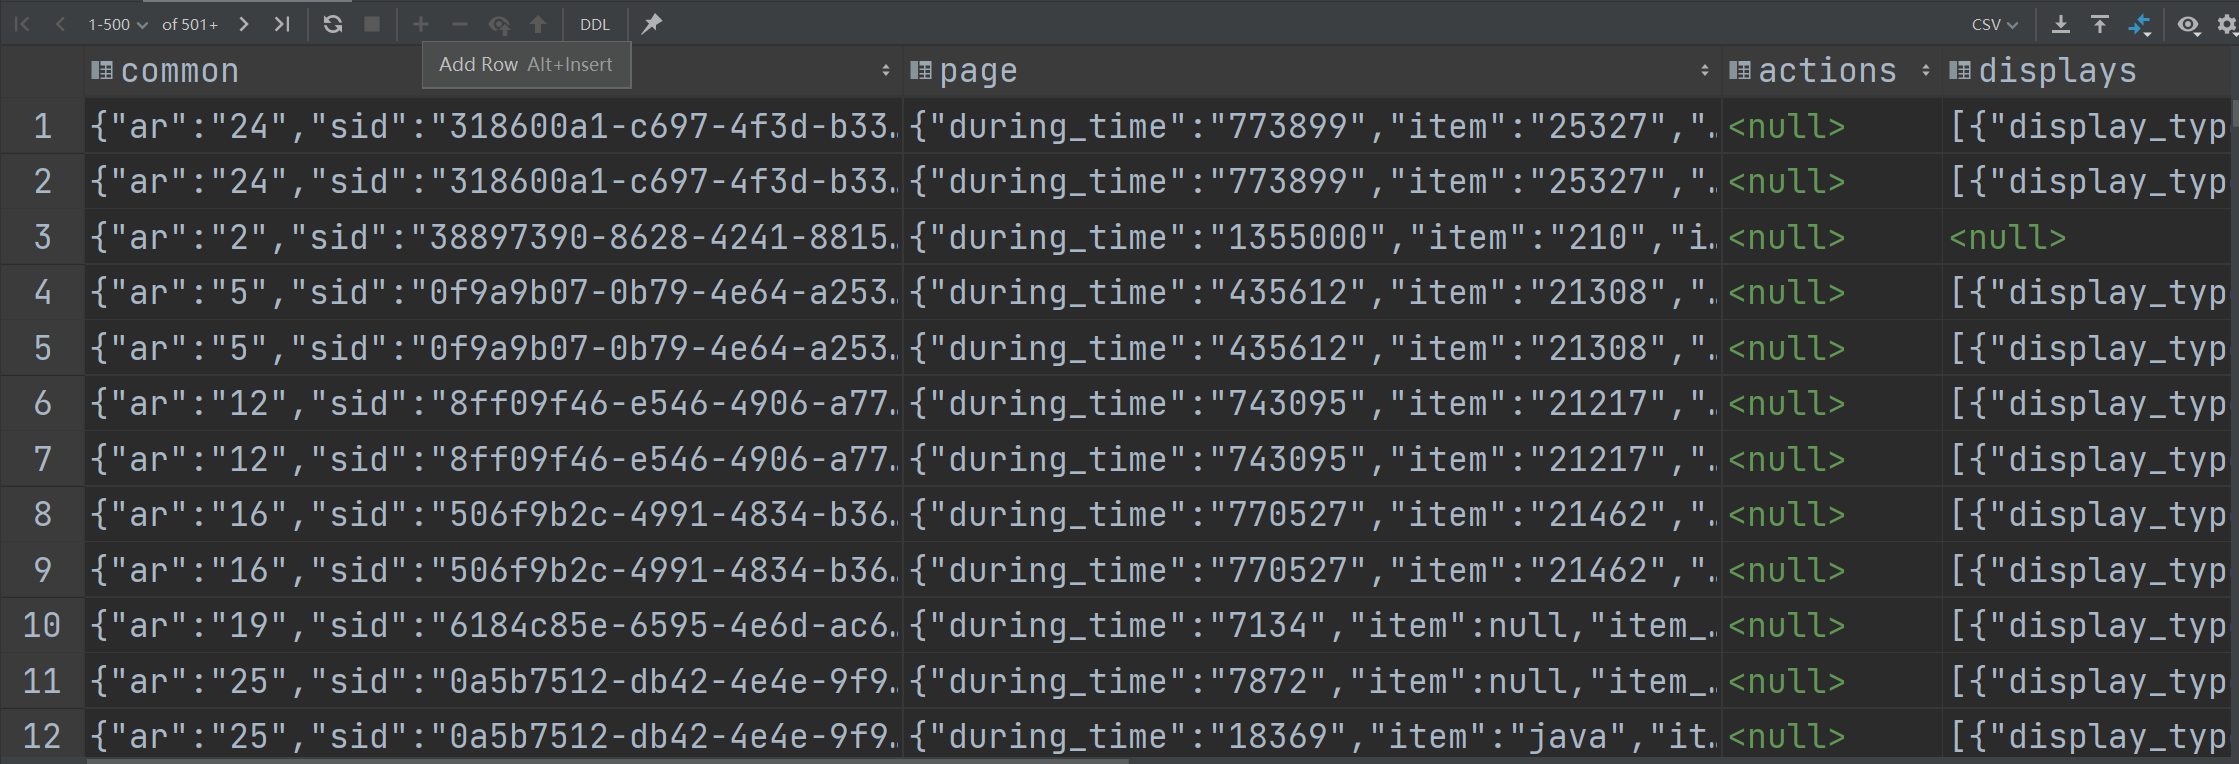 1-500 of 501+ DDL CSV
Add Row Alt+Insert
common page actions displays
1 {"ar":"24","sid":"318600a1-c697-4f3d-b33… {"during_time":"773899","item":"25327","… <null> [{"display_typ
2 {"ar":"24","sid":"318600a1-c697-4f3d-b33… {"during_time":"773899","item":"25327","… <null> [{"display_typ
3 {"ar":"2","sid":"38897390-8628-4241-8815… {"during_time":"1355000","item":"210","i… <null> <null>
4 {"ar":"5","sid":"0f9a9b07-0b79-4e64-a253… {"during_time":"435612","item":"21308","… <null> [{"display_typ
5 {"ar":"5","sid":"0f9a9b07-0b79-4e64-a253… {"during_time":"435612","item":"21308","… <null> [{"display_typ
6 {"ar":"12","sid":"8ff09f46-e546-4906-a77… {"during_time":"743095","item":"21217","… <null> [{"display_typ
7 {"ar":"12","sid":"8ff09f46-e546-4906-a77… {"during_time":"743095","item":"21217","… <null> [{"display_typ
8 {"ar":"16","sid":"506f9b2c-4991-4834-b36… {"during_time":"770527","item":"21462","… <null> [{"display_typ
9 {"ar":"16","sid":"506f9b2c-4991-4834-b36… {"during_time":"770527","item":"21462","… <null> [{"display_typ
10 {"ar":"19","sid":"6184c85e-6595-4e6d-ac6… {"during_time":"7134","item":null,"item_… <null> [{"display_typ
11 {"ar":"25","sid":"0a5b7512-db42-4e4e-9f9… {"during_time":"7872","item":null,"item_… <null> [{"display_typ
12 {"ar":"25","sid":"0a5b7512-db42-4e4e-9f9… {"during_time":"18369","item":"java","it… <null> [{"display_typ